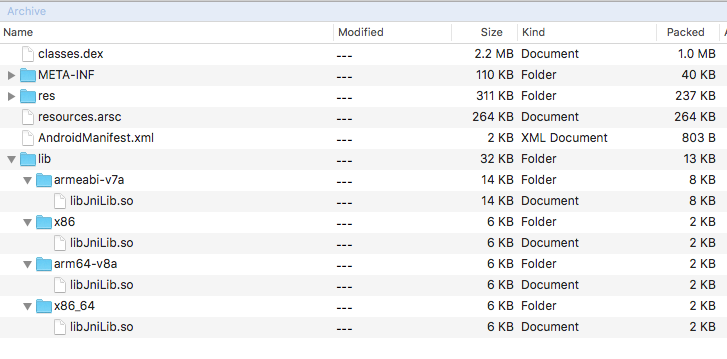 Archive
Name Modified Size Kind Packed A
classes.dex --- 2.2 MB Document 1.0 MB
META-INF --- 110 KB Folder 40 KB
res --- 311 KB Folder 237 KB
resources.arsc --- 264 KB Document 264 KB
AndroidManifest.xml --- 2 KB XML Document 803 B
lib --- 32 KB Folder 13 KB
armeabi-v7a --- 14 KB Folder 8 KB
libJniLib.so --- 14 KB Document 8 KB
x86 --- 6 KB Folder 2 KB
libJniLib.so --- 6 KB Document 2 KB
arm64-v8a --- 6 KB Folder 2 KB
libJniLib.so --- 6 KB Document 2 KB
x86_64 --- 6 KB Folder 2 KB
libJniLib.so --- 6 KB Document 2 KB